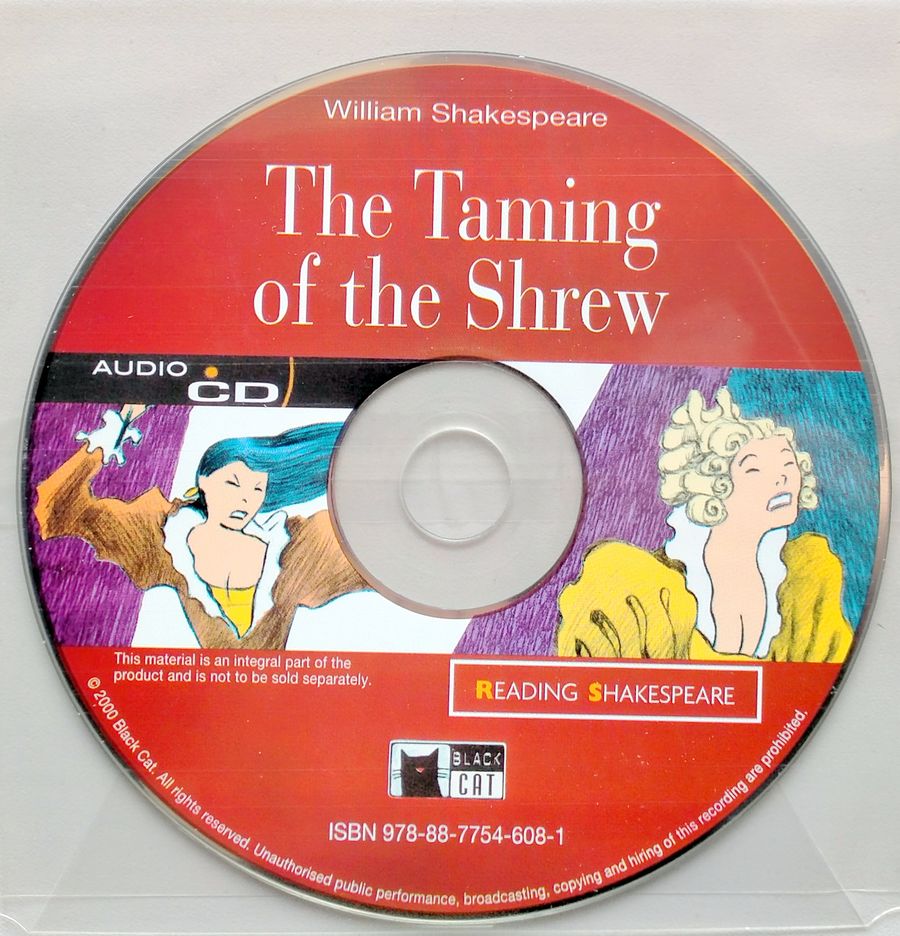 William Shakespeare
The Taming
of the Shrew
AUDIO
CD
This material is an integral part of the
product and is not to be sold separately.
READING SHAKESPEARE
BLACK
CAT
ISBN 978-88-7754-608-1
© 2000 Black Cat. All rights reserved. Unauthorised public performance, broadcasting, copying and hiring of this recording are prohibited.